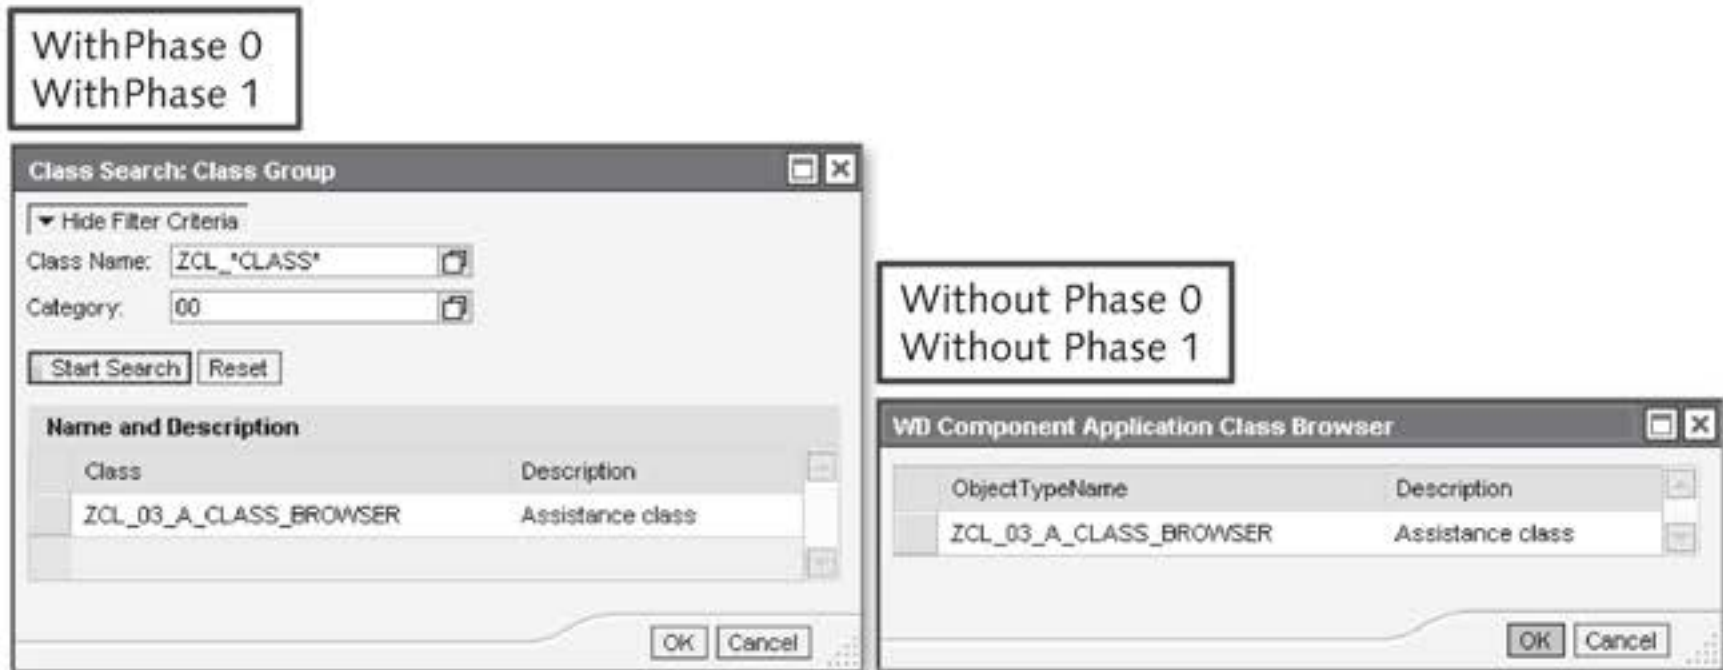 WithPhase 0
WithPhase 1
Class Search: Class Group
Hide Filter Criteria
Class Name: ZCL_*CLASS*
Category: 00
Start Search Reset
Name and Description
Class Description
ZCL_03_A_CLASS_BROWSER Assistance class
OK Cancel
Without Phase 0
Without Phase 1
WD Component Application Class Browser
ObjectTypeName Description
ZCL_03_A_CLASS_BROWSER Assistance class
OK Cancel